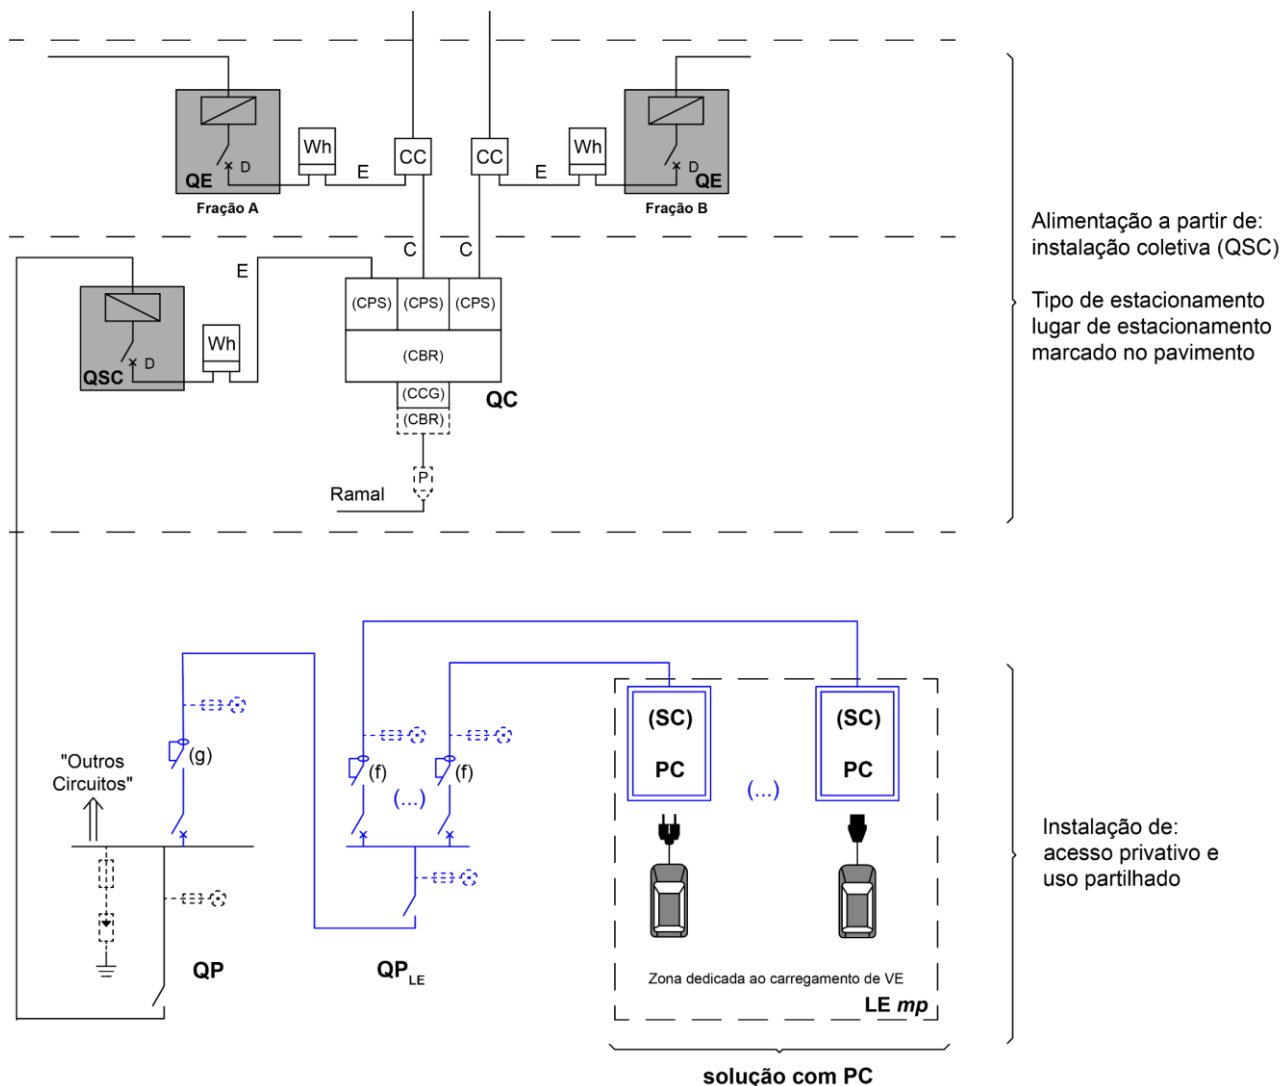 Wh
CC
CC
Wh
D
E
E
D
QE
QE
Fração A
Fração B
Alimentação a partir de:
instalação coletiva (QSC)
Tipo de estacionamento
lugar de estacionamento
marcado no pavimento
E
C
C
(CPS)
(CPS)
(CPS)
Wh
D
QSC
(CBR)
(CCG)
QC
(CBR)
P
Ramal
"Outros
Circuitos"
(g)
(f)
(f)
(...)
(SC)
PC
(...)
(SC)
PC
Instalação de:
acesso privativo e
uso partilhado
QP
QP LE
Zona dedicada ao carregamento de VE
LE mp
solução com PC